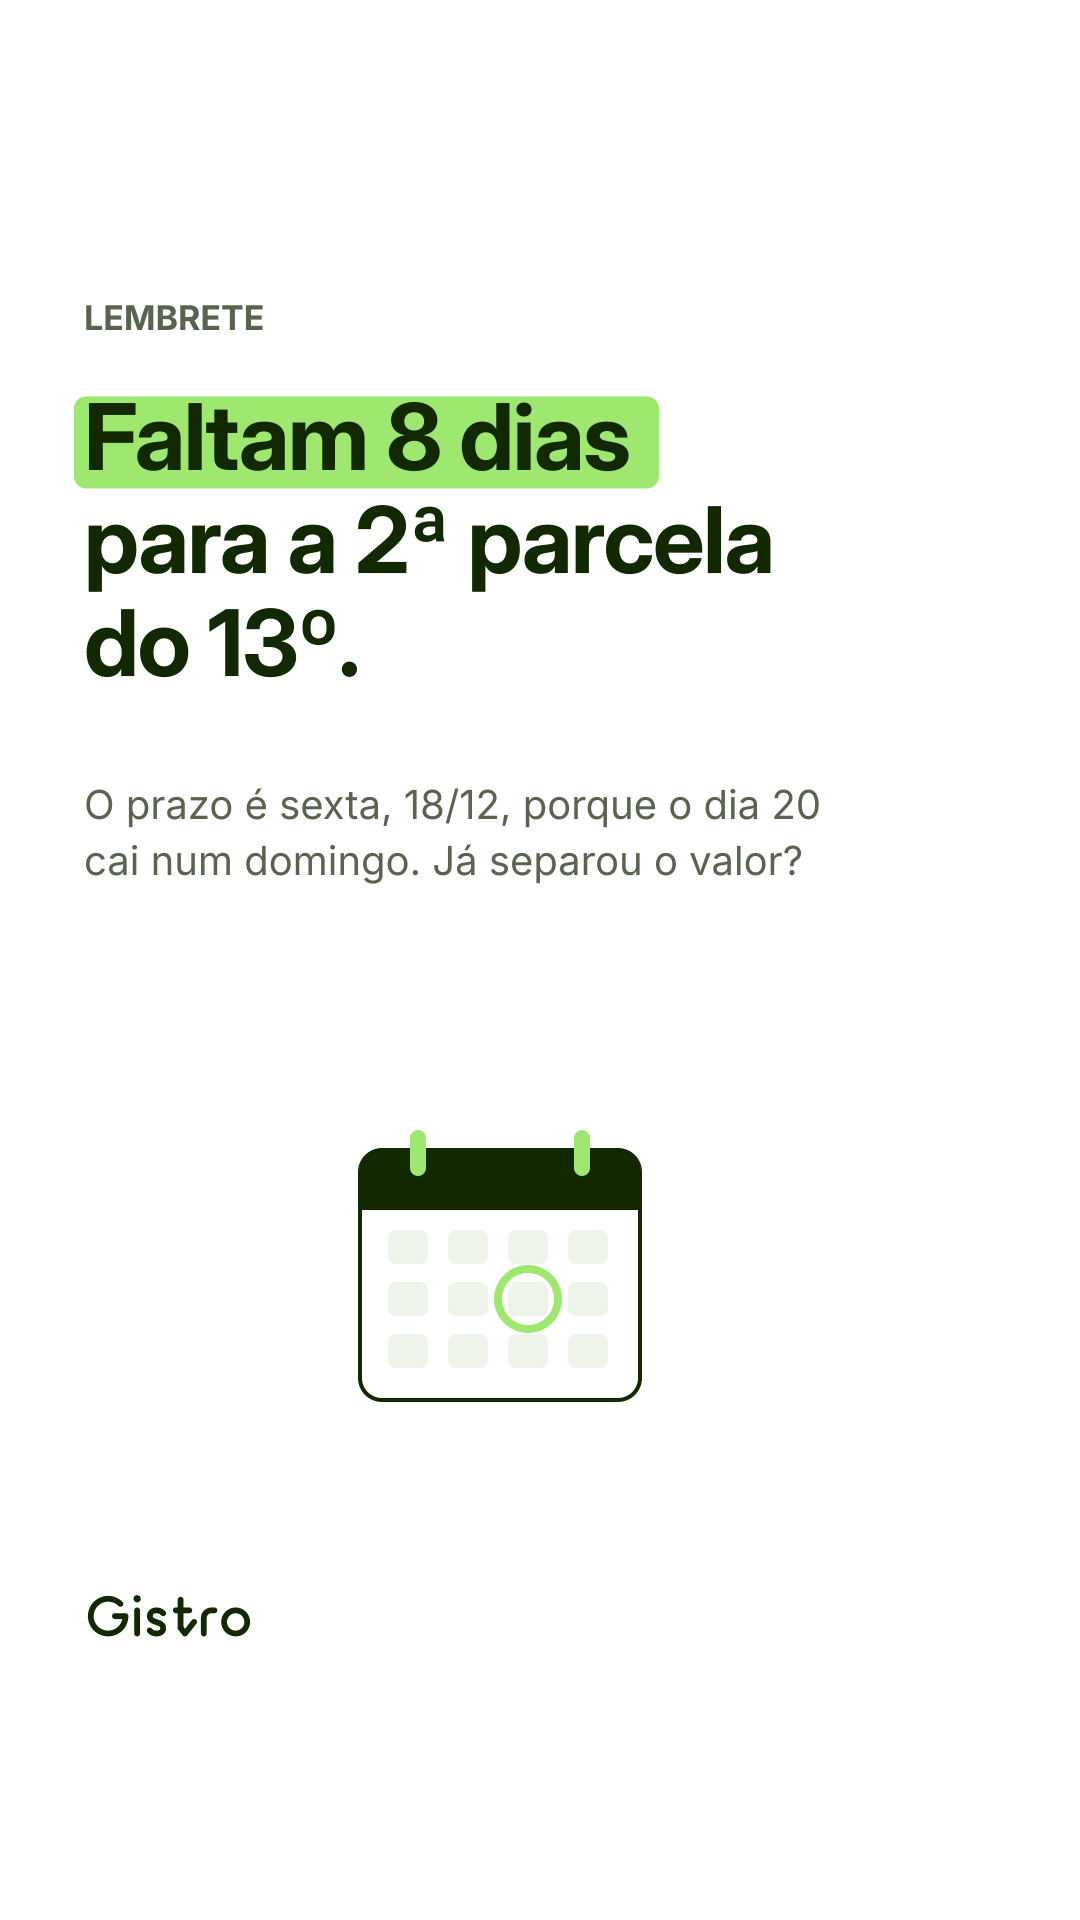 LEMBRETE
Faltam 8 dias
para a 2ª parcela
do 13º.
O prazo é sexta, 18/12, porque o dia 20
cai num domingo. Já separou o valor?
Gistro